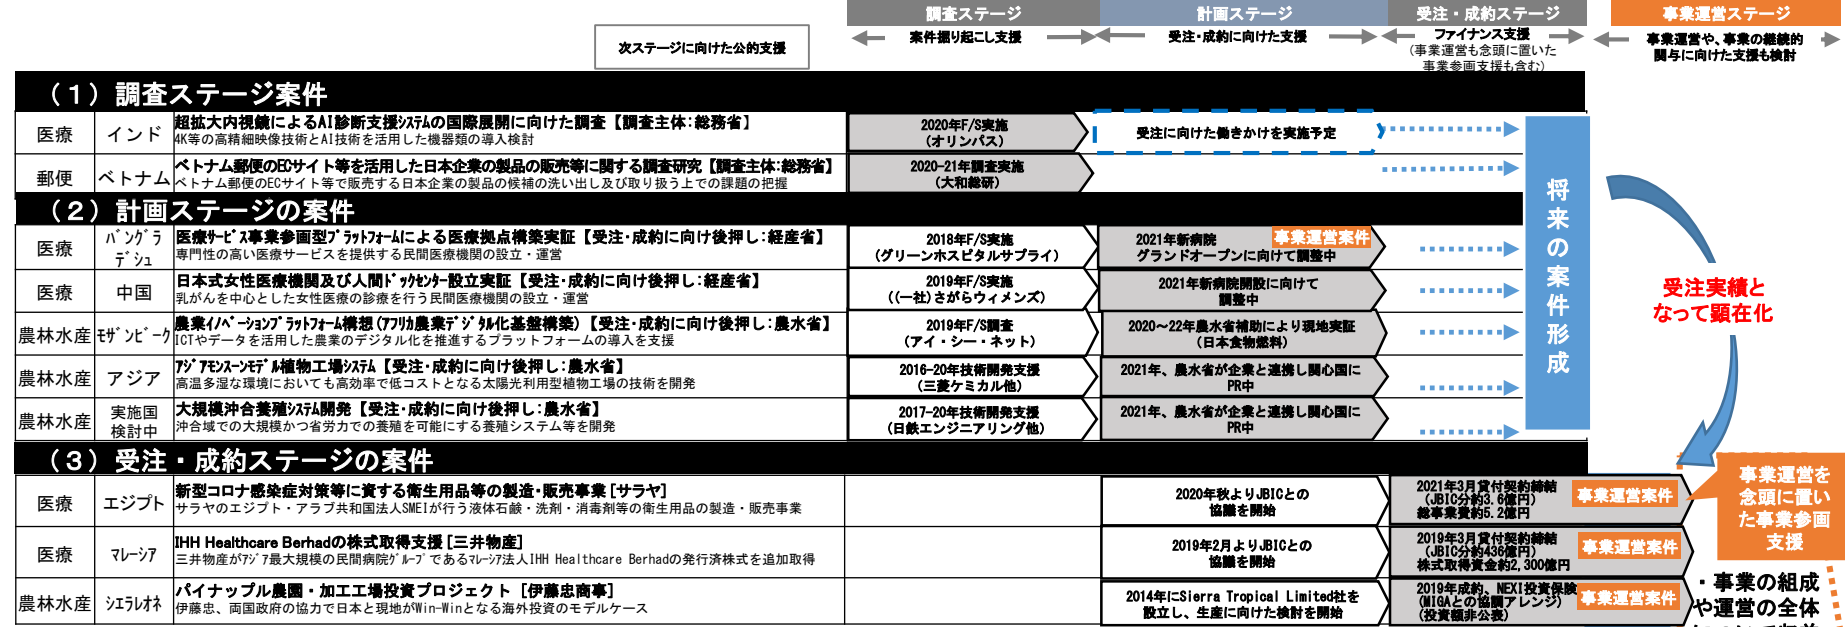 調査ステージ
計画ステージ
受注・成約ステージ
事業運営ステージ
次ステージに向けた公的支援
案件掘り起こし支援
受注・成約に向けた支援
ファイナンス支援
(事業運営も念頭に置いた
事業参画支援も含む)
事業運営や、事業の継続的
関与に向けた支援も検討
(1)調査ステージ案件
医療
インド
超拡大内視鏡によるAI診断支援システムの国際展開に向けた調査【調査主体:総務省】
4K等の高精細映像技術とAI技術を活用した機器類の導入検討
2020年F/S実施
(オリンパス)
受注に向けた働きかけを実施予定
郵便
ベトナム
ベトナム郵便のECサイト等を活用した日本企業の製品の販売等に関する調査研究【調査主体:総務省】
ベトナム郵便のECサイト等で販売する日本企業の製品の候補の洗い出し及び取り扱う上での課題の把握
2020-21年調査実施
(大和総研)
(2)計画ステージの案件
医療
バングラ
デシュ
医療サービス事業参画型プラットフォームによる医療拠点構築実証【受注・成約に向け後押し:経産省】
専門性の高い医療サービスを提供する民間医療機関の設立・運営
2018年F/S実施
(グリーンホスピタルサプライ)
2021年新病院
グランドオープンに向けて調整中
事業運営案件
医療
中国
日本式女性医療機関及び人間ドックセンター設立実証【受注・成約に向け後押し:経産省】
乳がんを中心とした女性医療の診療を行う民間医療機関の設立・運営
2019年F/S実施
((一社)さがらウィメンズ)
2021年新病院開設に向けて
調整中
農林水産
モザンビーク
農業イノベーションプラットフォーム構想(アフリカ農業デジタル化基盤構築)【受注・成約に向け後押し:農水省】
ICTやデータを活用した農業のデジタル化を推進するプラットフォームの導入を支援
2019年F/S調査
(アイ・シー・ネット)
2020～22年農水省補助により現地実証
(日本食物燃料)
農林水産
アジア
アジアモンスーンモデル植物工場システム【受注・成約に向け後押し:農水省】
高温多湿な環境においても高効率で低コストとなる太陽光利用型植物工場の技術を開発
2016-20年技術開発支援
(三菱ケミカル他)
2021年、農水省が企業と連携し関心国に
PR中
農林水産
実施国
検討中
大規模沖合養殖システム開発【受注・成約に向け後押し:農水省】
沖合域での大規模かつ省労力での養殖を可能にする養殖システム等を開発
2017-20年技術開発支援
(日鉄エンジニアリング他)
2021年、農水省が企業と連携し関心国に
PR中
将来の案件形成
受注実績と
なって顕在化
(3)受注・成約ステージの案件
医療
エジプト
新型コロナ感染症対策等に資する衛生用品等の製造・販売事業[サラヤ]
サラヤのエジプト・アラブ共和国法人SMEIが行う液体石鹸・洗剤・消毒剤等の衛生用品の製造・販売事業
2020年秋よりJBICとの
協議を開始
2021年3月貸付契約締結
(JBIC分約3.6億円)
総事業費約5.2億円
事業運営案件
医療
マレーシア
IHH Healthcare Berhadの株式取得支援[三井物産]
三井物産がアジア最大規模の民間病院グループであるマレーシア法人IHH Healthcare Berhadの発行済株式を追加取得
2019年2月よりJBICとの
協議を開始
2019年3月貸付契約締結
(JBIC分約436億円)
株式取得資金約2,300億円
事業運営案件
農林水産
シエラレオネ
パイナップル農園・加工工場投資プロジェクト[伊藤忠商事]
伊藤忠、両国政府の協力で日本と現地がWin-Winとなる海外投資のモデルケース
2014年にSierra Tropical Limited社を
設立し、生産に向けた検討を開始
2019年成約、NEXI投資保険
(MIGAとの協調アレンジ)
(投資額非公表)
事業運営案件
事業運営を
念頭に置い
た事業参画
支援
・事業の組成
や運営の全体